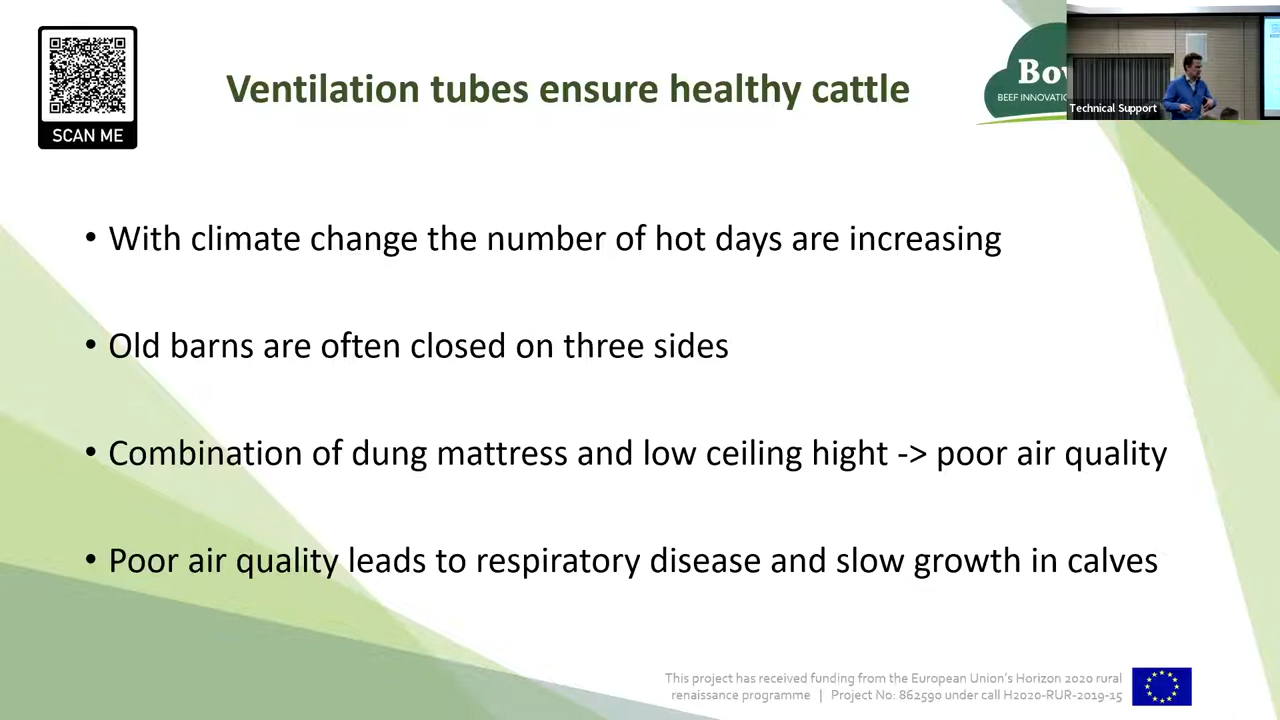 SCAN ME
Ventilation tubes ensure healthy cattle
BEEF INNOVATIO
Technical Support
• With climate change the number of hot days are increasing
• Old barns are often closed on three sides
• Combination of dung mattress and low ceiling hight -> poor air quality
• Poor air quality leads to respiratory disease and slow growth in calves
This project has received funding from the European Union's Horizon 2020 rural
renaissance programme | Project No: 862590 under call H2020-RUR-2019-15